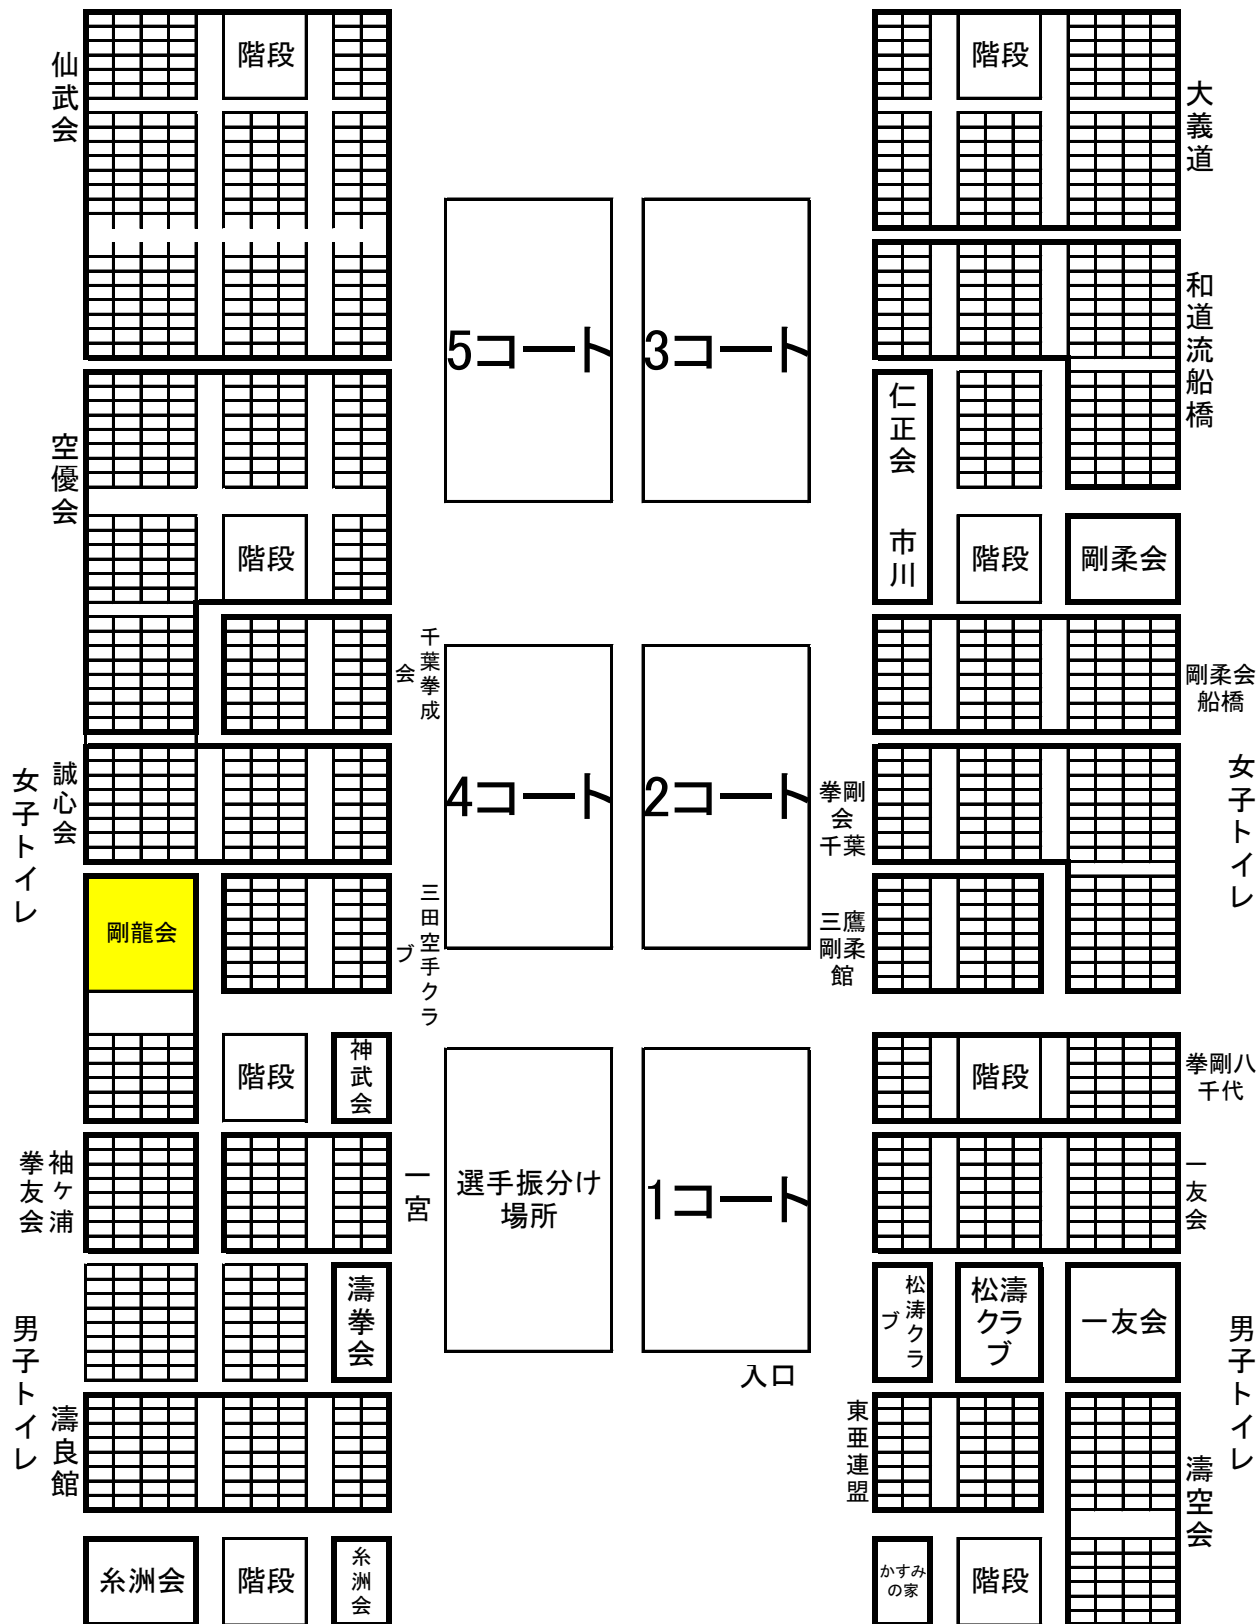 仙武会
階段
階段
大義道
和道流船橋
5コート
3コート
空優会
階段
仁正会 市川
階段
剛柔会
千葉拳成会
剛柔会
船橋
女子トイレ
誠心会
4コート
2コート
拳剛
会
千葉
女子トイレ
剛龍会
三田空手クラブ
三鷹
剛柔
館
階段
神武会
階段
拳剛八
千代
袖ケ浦
拳友会
一宮
選手振分け
場所
1コート
一友会
男子トイレ
濤拳会
入口
松涛クラブ
松濤
クラ
ブ
一友会
男子トイレ
濤良館
東亜連盟
濤空会
糸洲会
階段
糸洲会
かすみ
の家
階段